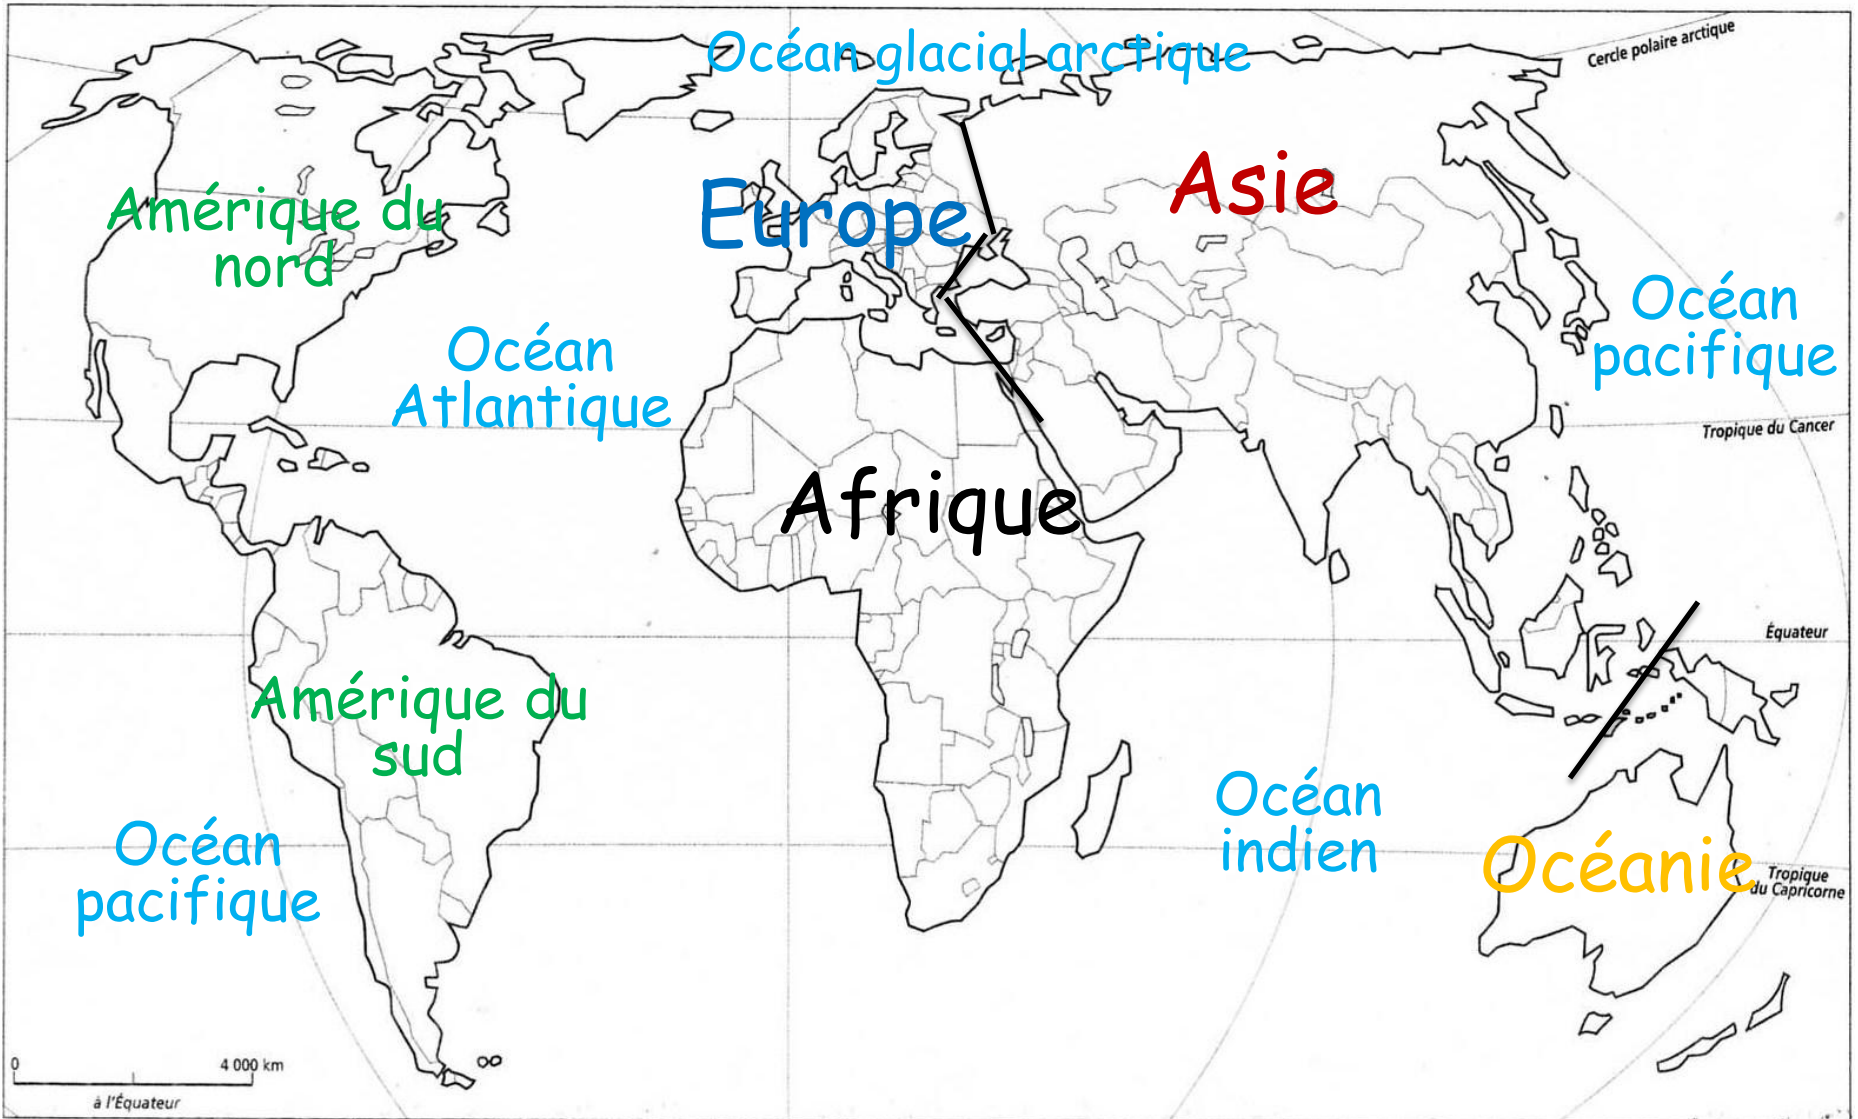 Océan glacial arctique
Cercle polaire arctique
Asie
Europe
Amérique du
nord
Océan
pacifique
Océan
Atlantique
Tropique du Cancer
Afrique
Équateur
Amérique du
sud
Océan
indien
Océan
pacifique
Océanie
Tropique
du Capricorne
0
4 000 km
à l'Équateur